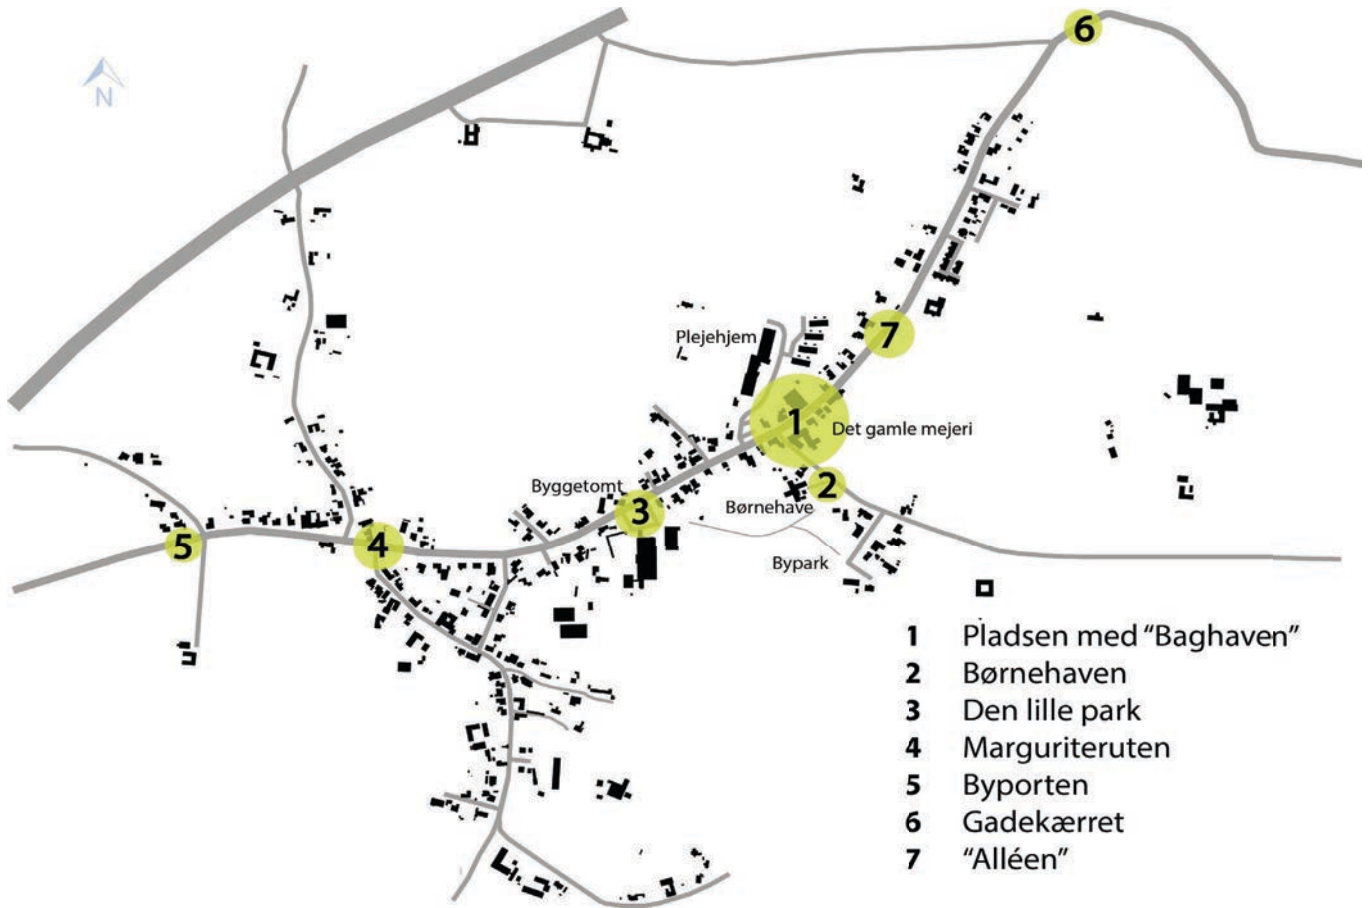 6
N
Plejehjem
7
1
Det gamle mejeri
Byggetomt
3
Børnehave
2
5
4
Bypark
1 Pladsen med "Baghaven"
2 Børnehaven
3 Den lille park
4 Marguriteruten
5 Byporten
6 Gadekærret
7 "Alléen"